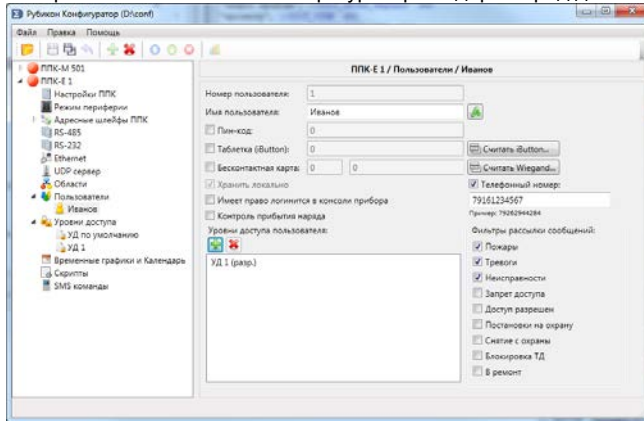 Рубикон Конфигуратор (D:\conf)
Файл Правка Помощь
ППК-М 501
ППК-Е 1
Настройки ППК
Режим периферии
Адресные шлейфы ППК
RS-485
RS-232
Ethernet
UDP сервер
Области
Пользователи
Иванов
Уровни доступа
УД по умолчанию
УД 1
Временные графики и Календарь
Скрипты
SMS команды
ППК-Е 1 / Пользователи / Иванов
Номер пользователя: 1
Имя пользователя: Иванов
Пин-код: 0
Таблетка (iButton): 0 Считать iButton...
Бесконтактная карта: 0 0 Считать Wiegand...
Хранить локально
Имеет право логинится в консоли прибора
Контроль прибытия наряда
Уровни доступа пользователя:
УД 1 (разр.)
Телефонный номер:
79161234567
Пример: 79262944284
Фильтры рассылки сообщений:
Пожары
Тревоги
Неисправности
Запрет доступа
Доступ разрешен
Постановки на охрану
Снятие с охраны
Блокировка ТД
В ремонт